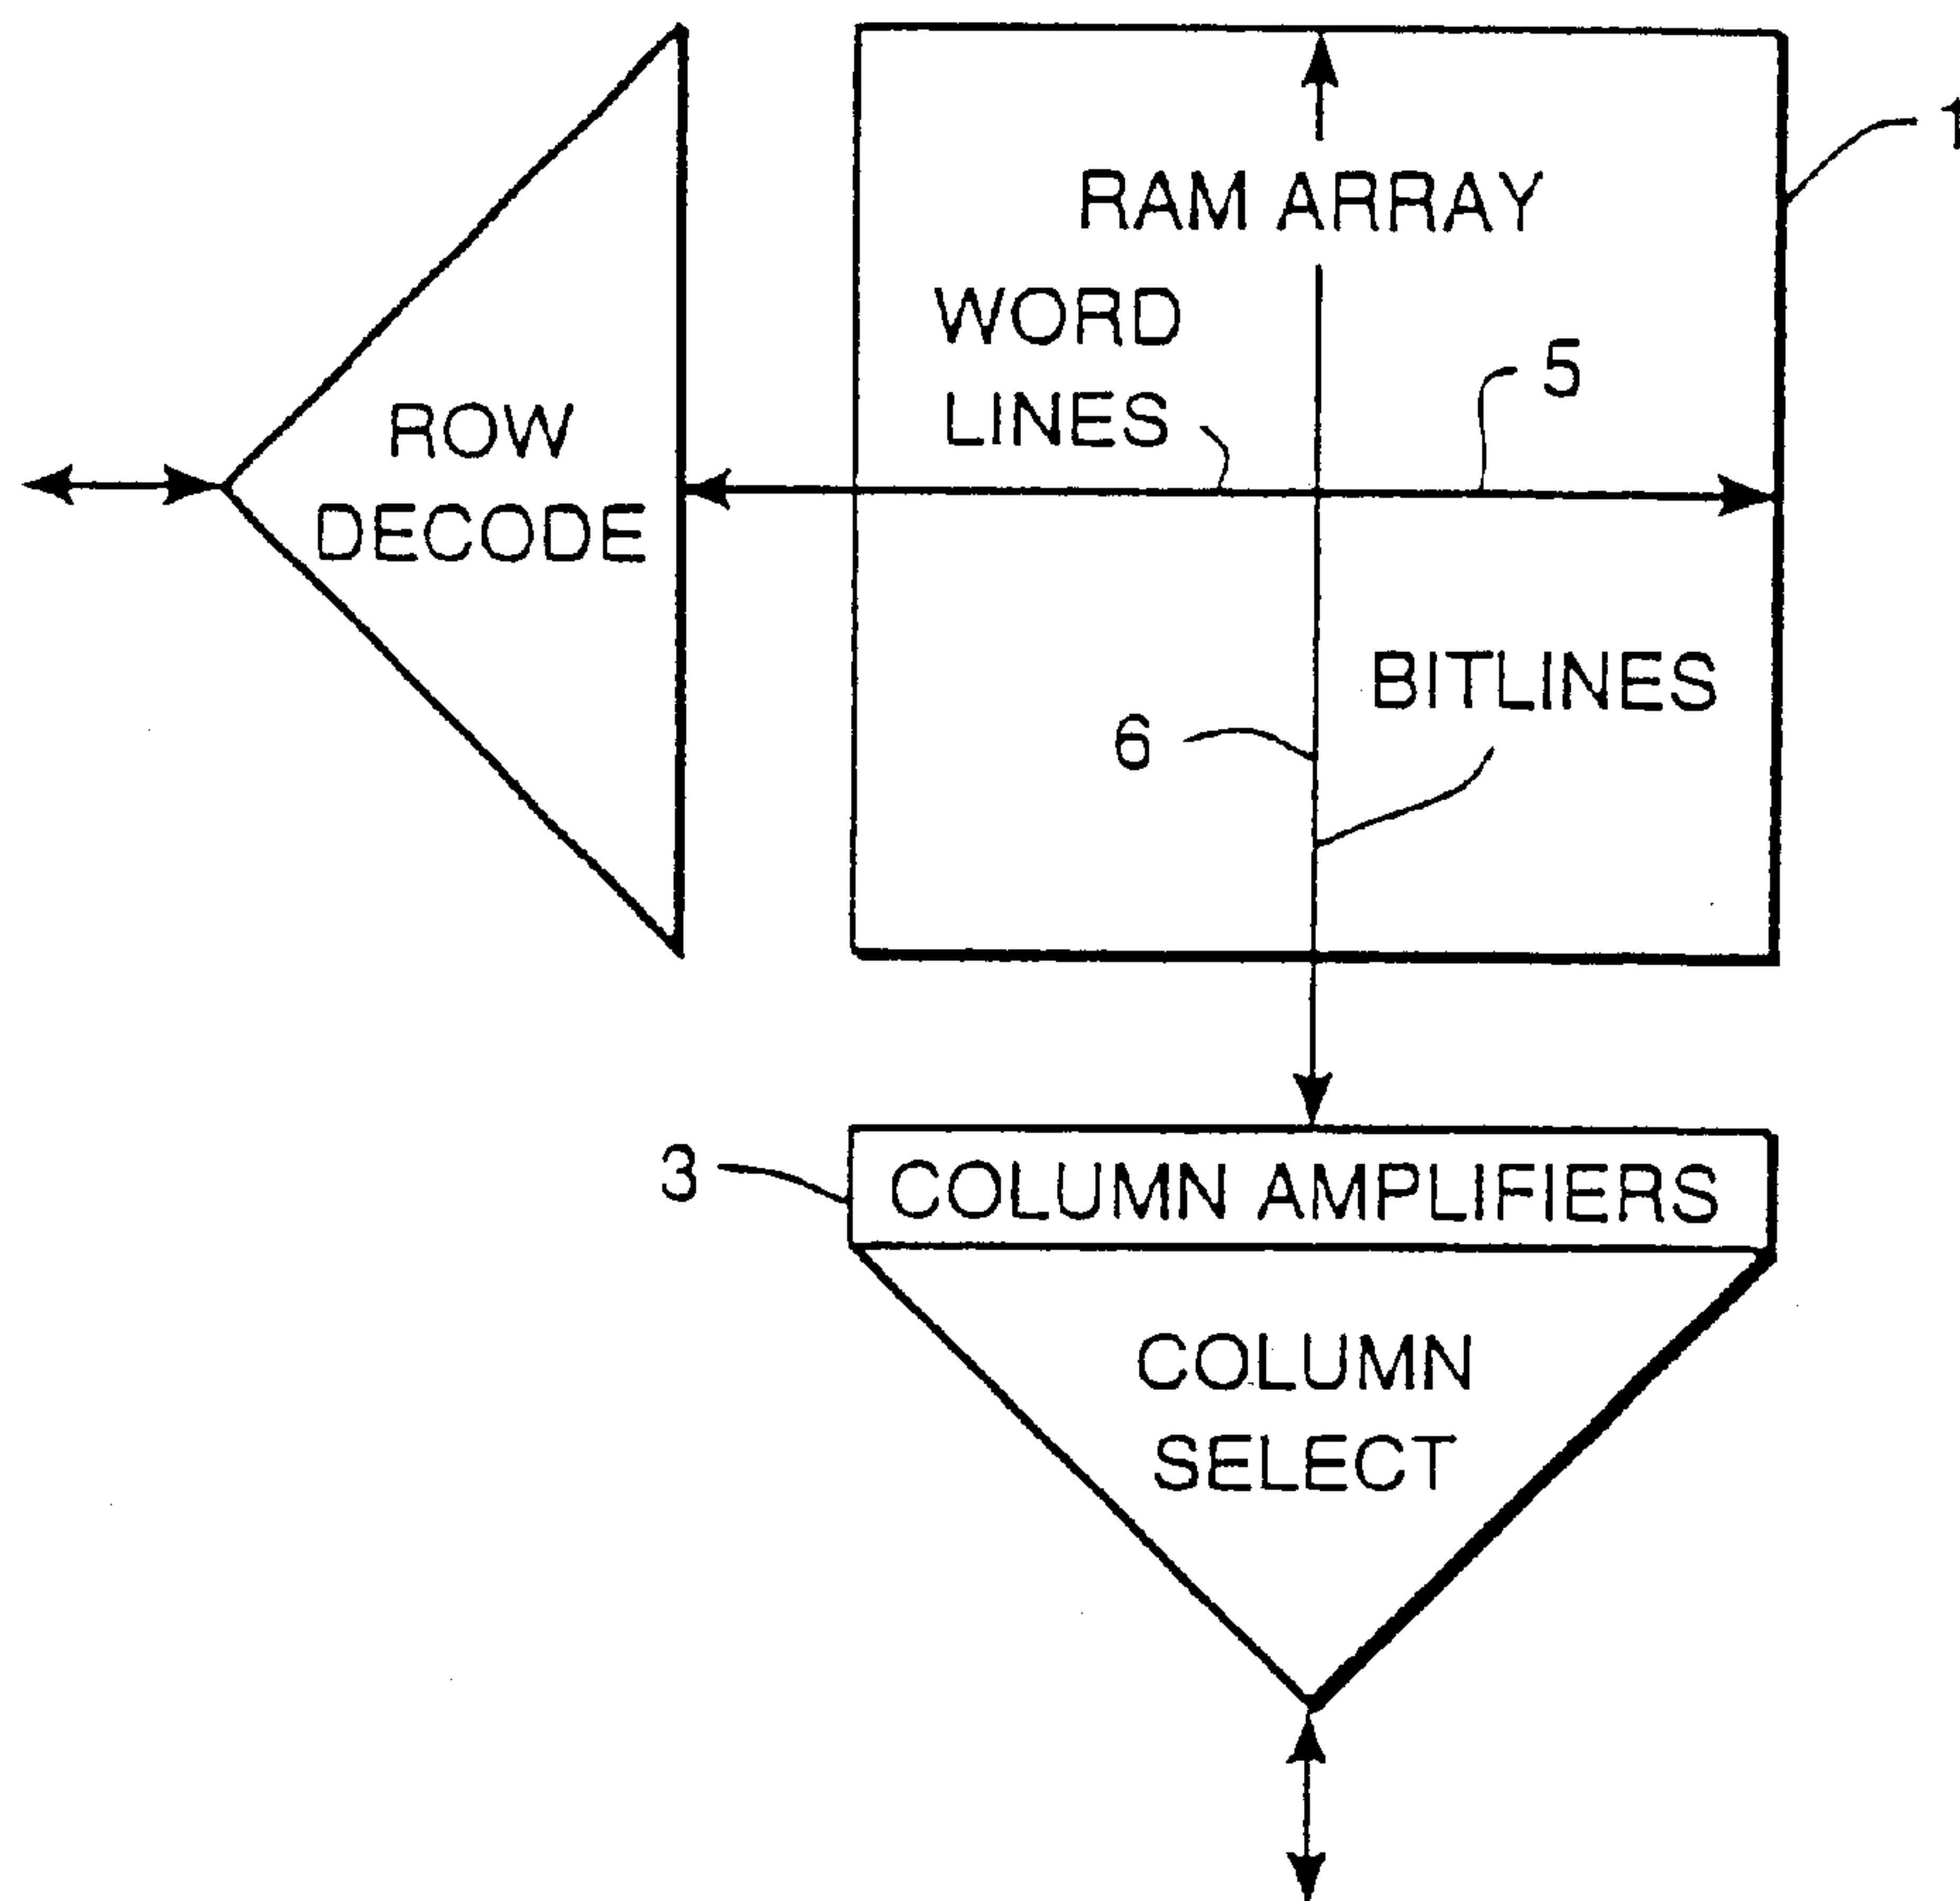 1
RAM ARRAY
WORD
LINES
5
ROW
DECODE
BITLINES
6
3
COLUMN AMPLIFIERS
COLUMN
SELECT